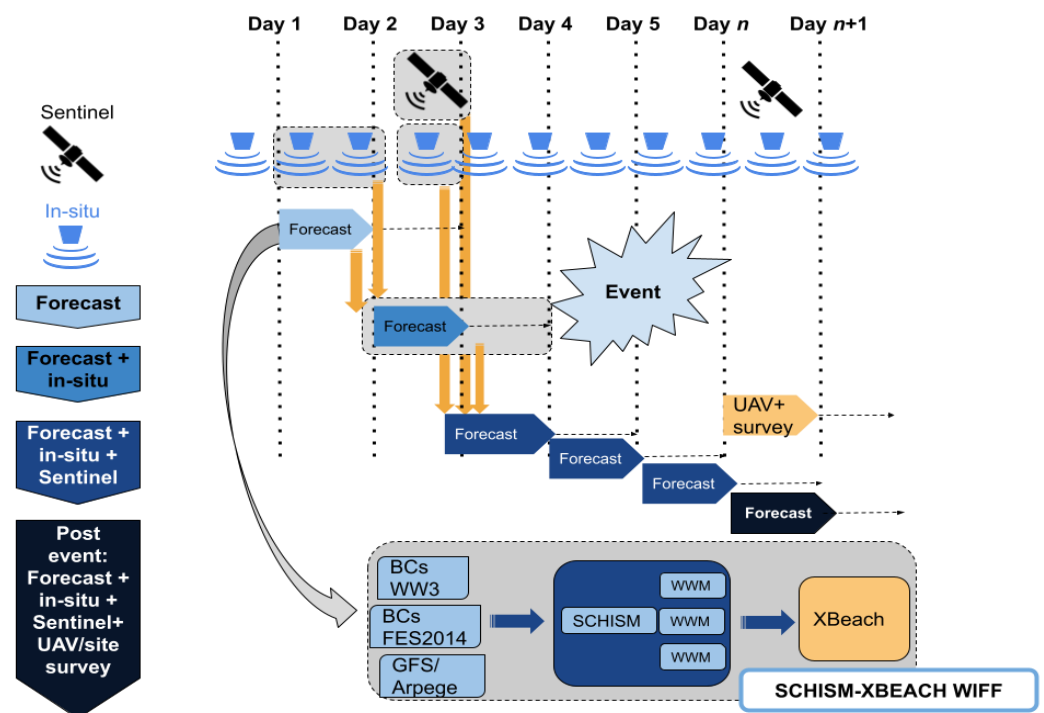 Day 1
Day 2
Day 3
Day 4
Day 5
Day n
Day n+1
Sentinel
In-situ
Forecast
Forecast +
in-situ
Forecast +
in-situ +
Sentinel
Post
event:
Forecast +
in-situ +
Sentinel+
UAV/site
survey
Forecast
Event
Forecast
UAV+
survey
Forecast
Forecast
Forecast
Forecast
BCs
WW3
BCs
FES2014
GFS/
Arpege
SCHISM
WWM
WWM
WWM
XBeach
SCHISM-XBEACH WIFF